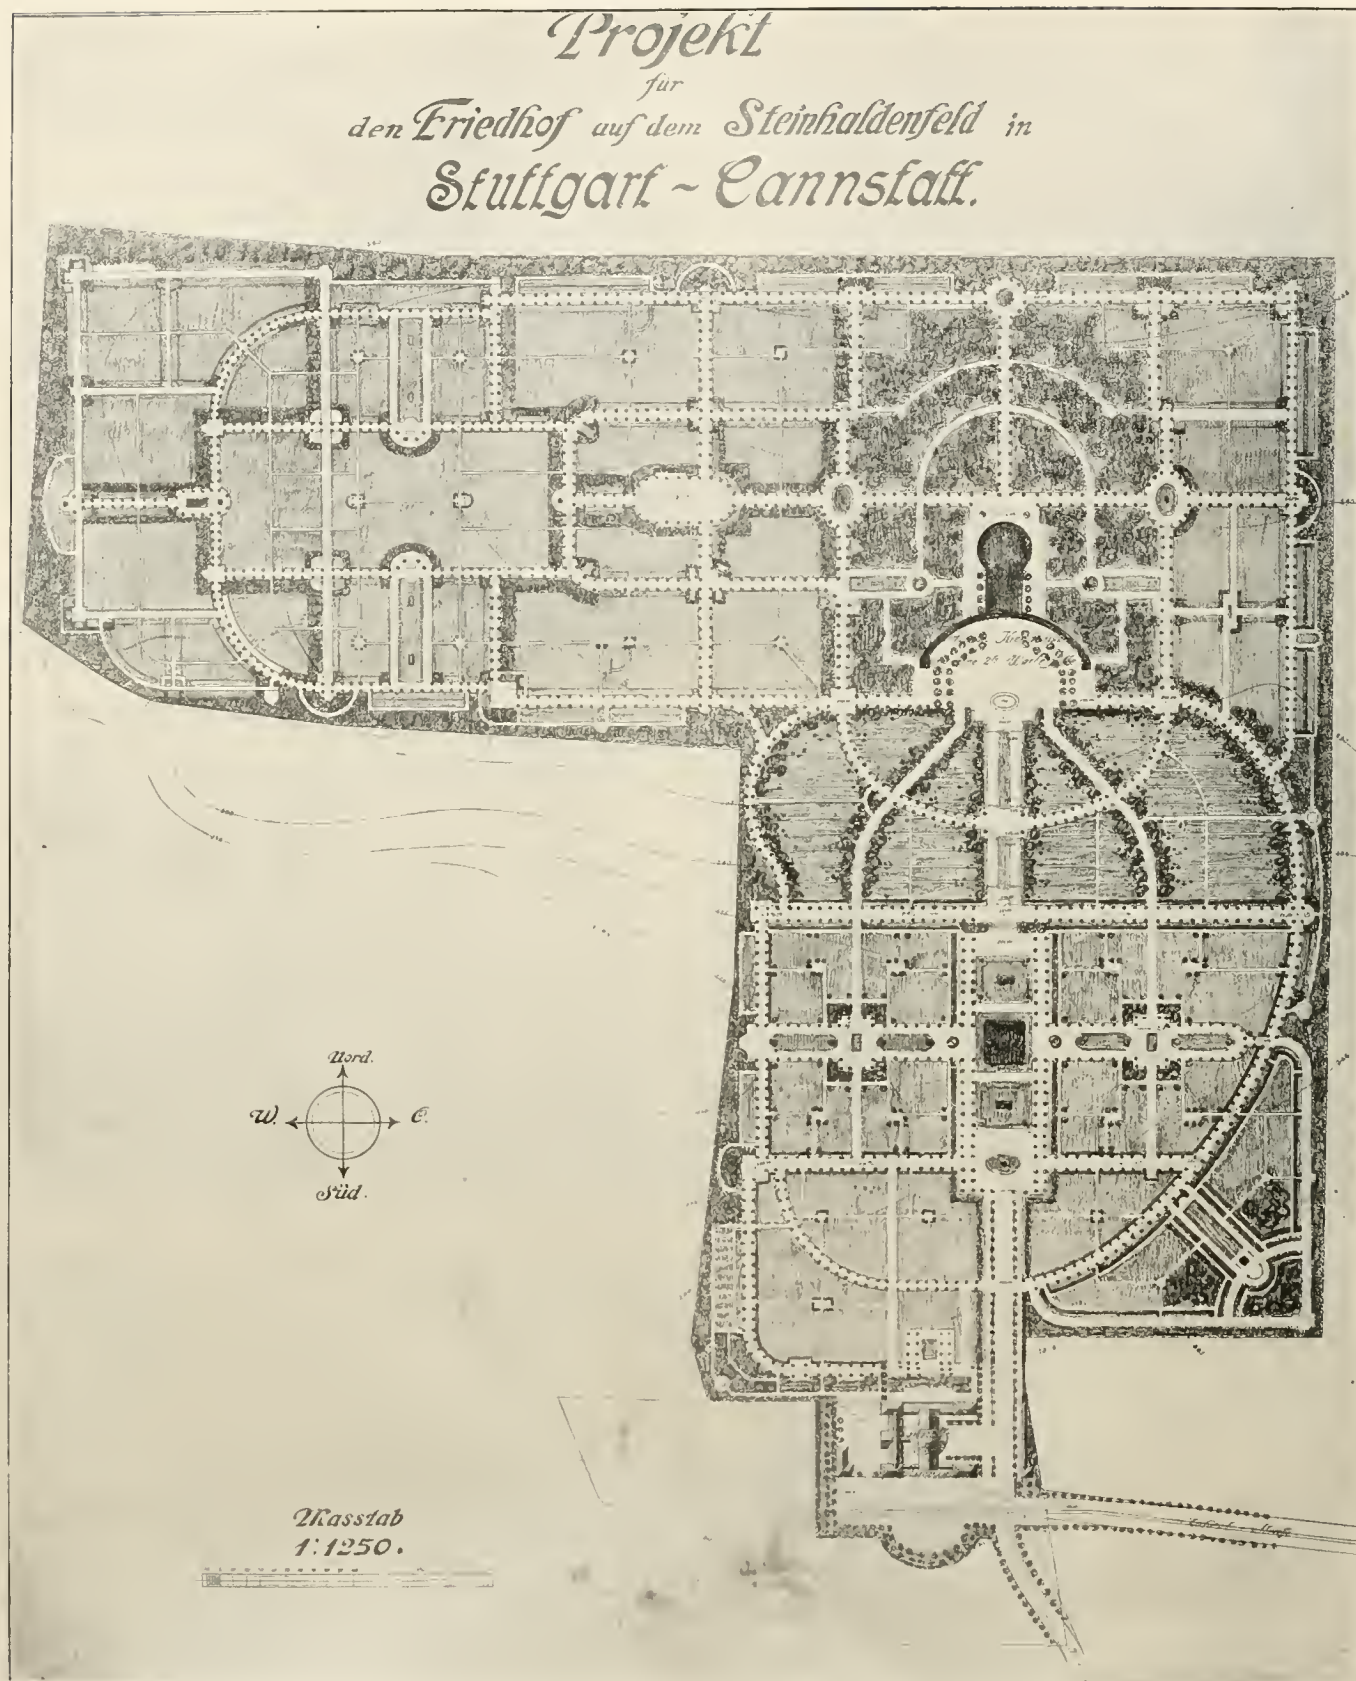 Projekt
für
den Friedhof auf dem Steinhaldenfeld in
Stuttgart - Cannstatt.
Nord.
W. O.
Süd.
Masstab
1:1250.